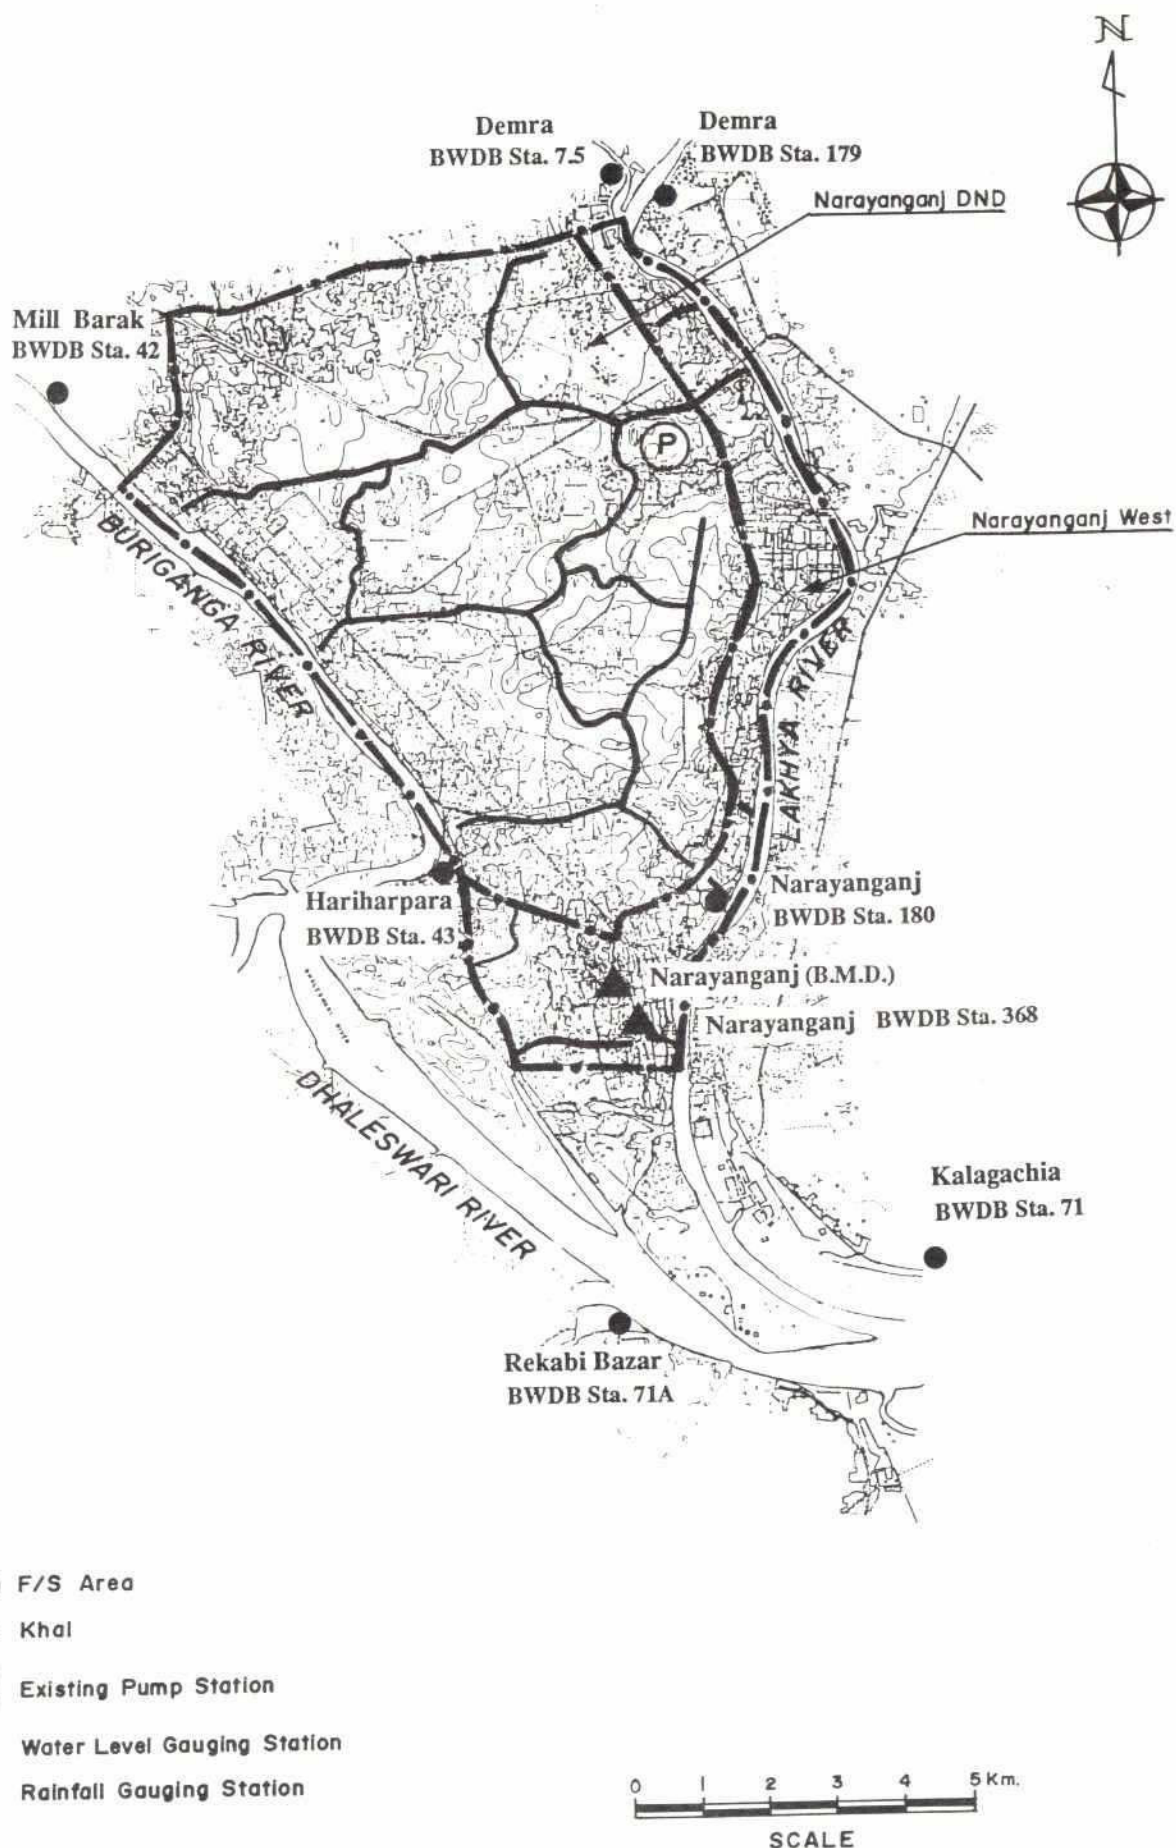 N
Demra
BWDB Sta. 7.5
Demra
BWDB Sta. 179
Narayanganj DND
Mill Barak
BWDB Sta. 42
P
Narayanganj West
BURIGANGA RIVER
LAKHYA RIVER
Narayanganj
BWDB Sta. 180
Hariharpara
BWDB Sta. 43
Narayanganj (B.M.D.)
Narayanganj BWDB Sta. 368
DHALESWARI RIVER
Kalagachia
BWDB Sta. 71
Rekabi Bazar
BWDB Sta. 71A
F/S Area
Khal
Existing Pump Station
Water Level Gauging Station
Rainfall Gauging Station
0 1 2 3 4 5 Km.
SCALE